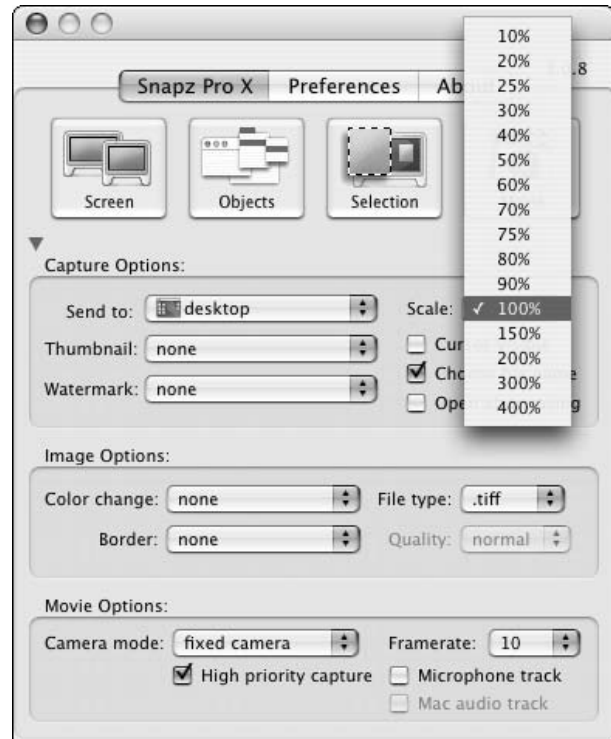 .8
Snapz Pro X Preferences Ab
Screen Objects Selection
Capture Options:
Send to: desktop
Thumbnail: none
Watermark: none
Scale:
10%
20%
25%
30%
40%
50%
60%
70%
75%
80%
90%
✓ 100%
150%
200%
300%
400%
Image Options:
Color change: none File type: .tiff
Border: none Quality: normal
Movie Options:
Camera mode: fixed camera Framerate: 10
High priority capture Microphone track
Mac audio track